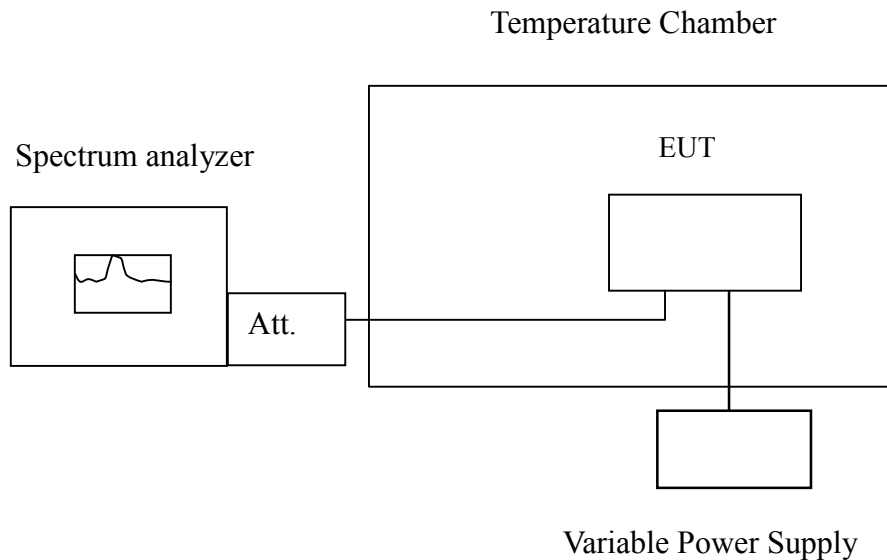 Temperature Chamber
Spectrum analyzer
EUT
Att.
Variable Power Supply